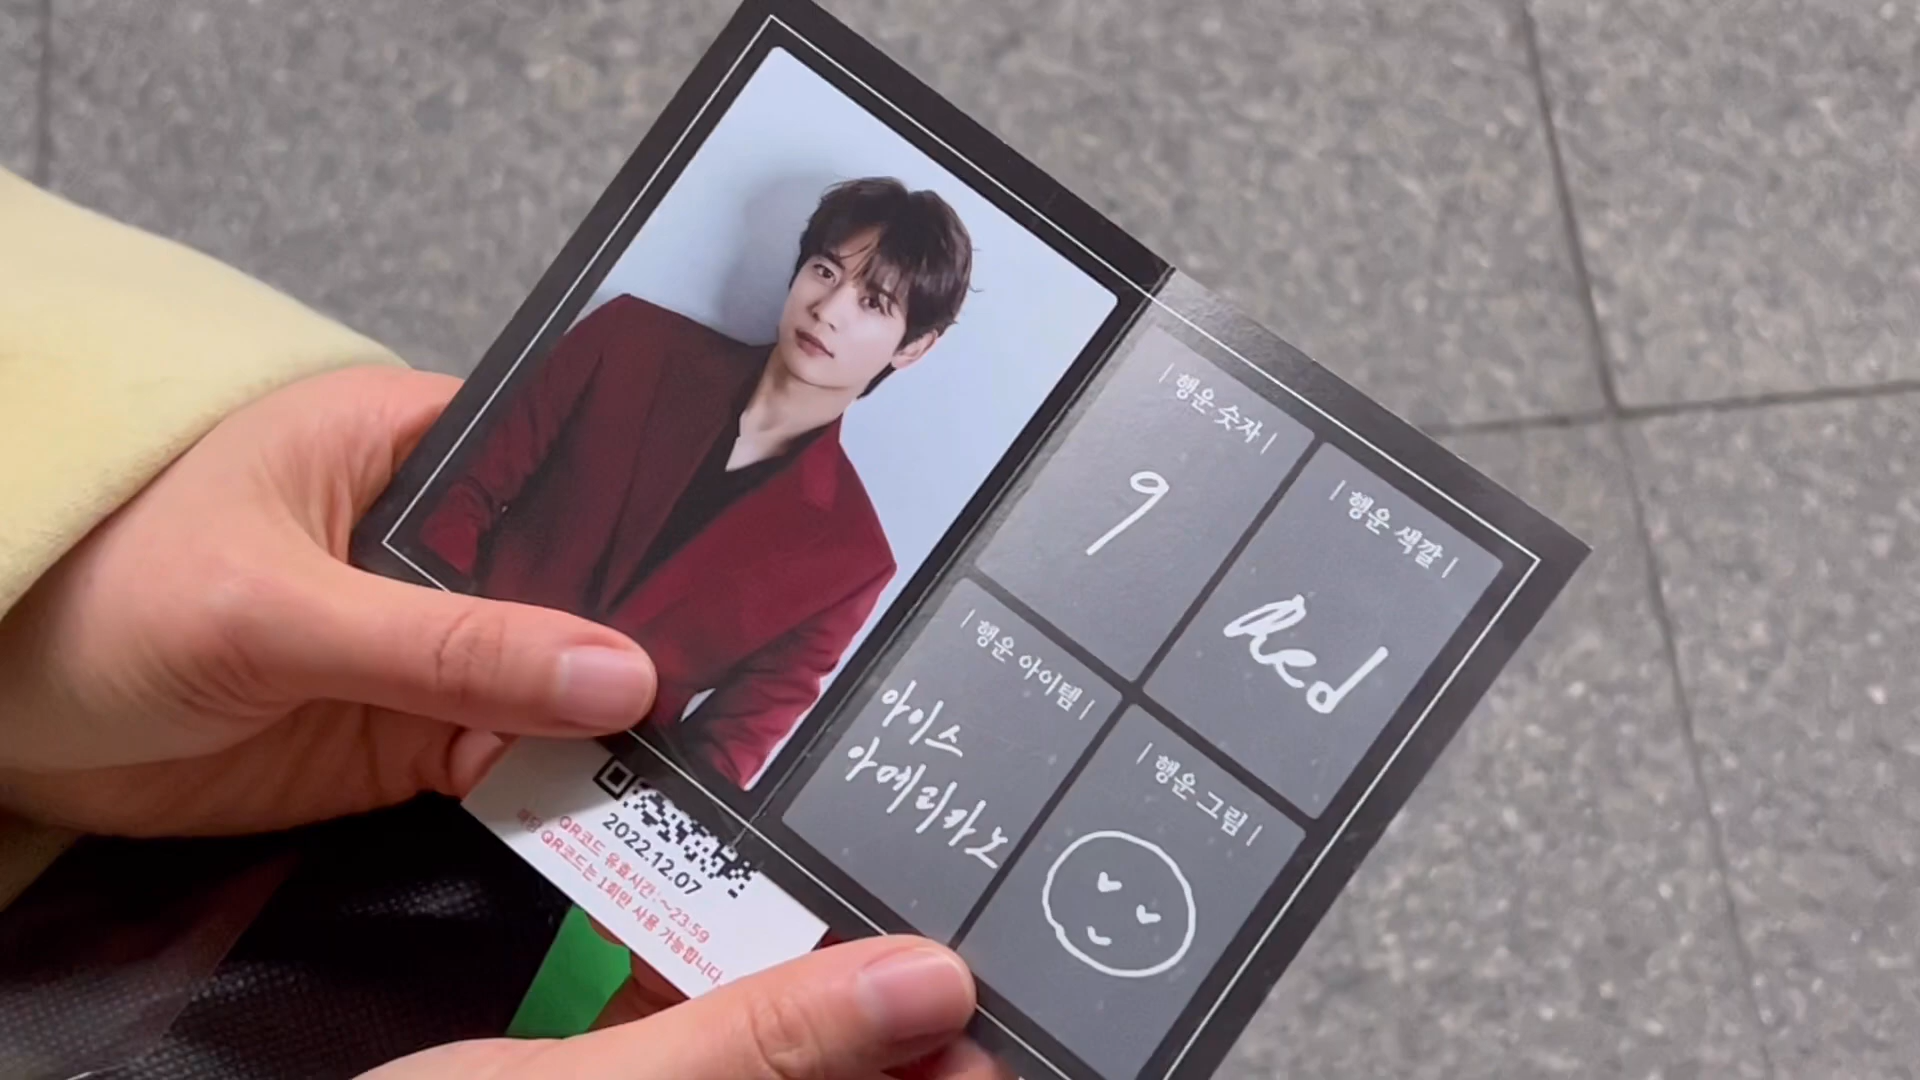 | 행운 숫자 |
9
| 행운 색깔 |
Red
| 행운 아이템 |
아이스
아메리카노
| 행운 그림 |
2022.12.07
QR코드 유효시간 : ~23:59
해당 QR코드는 1회만 사용 가능합니다